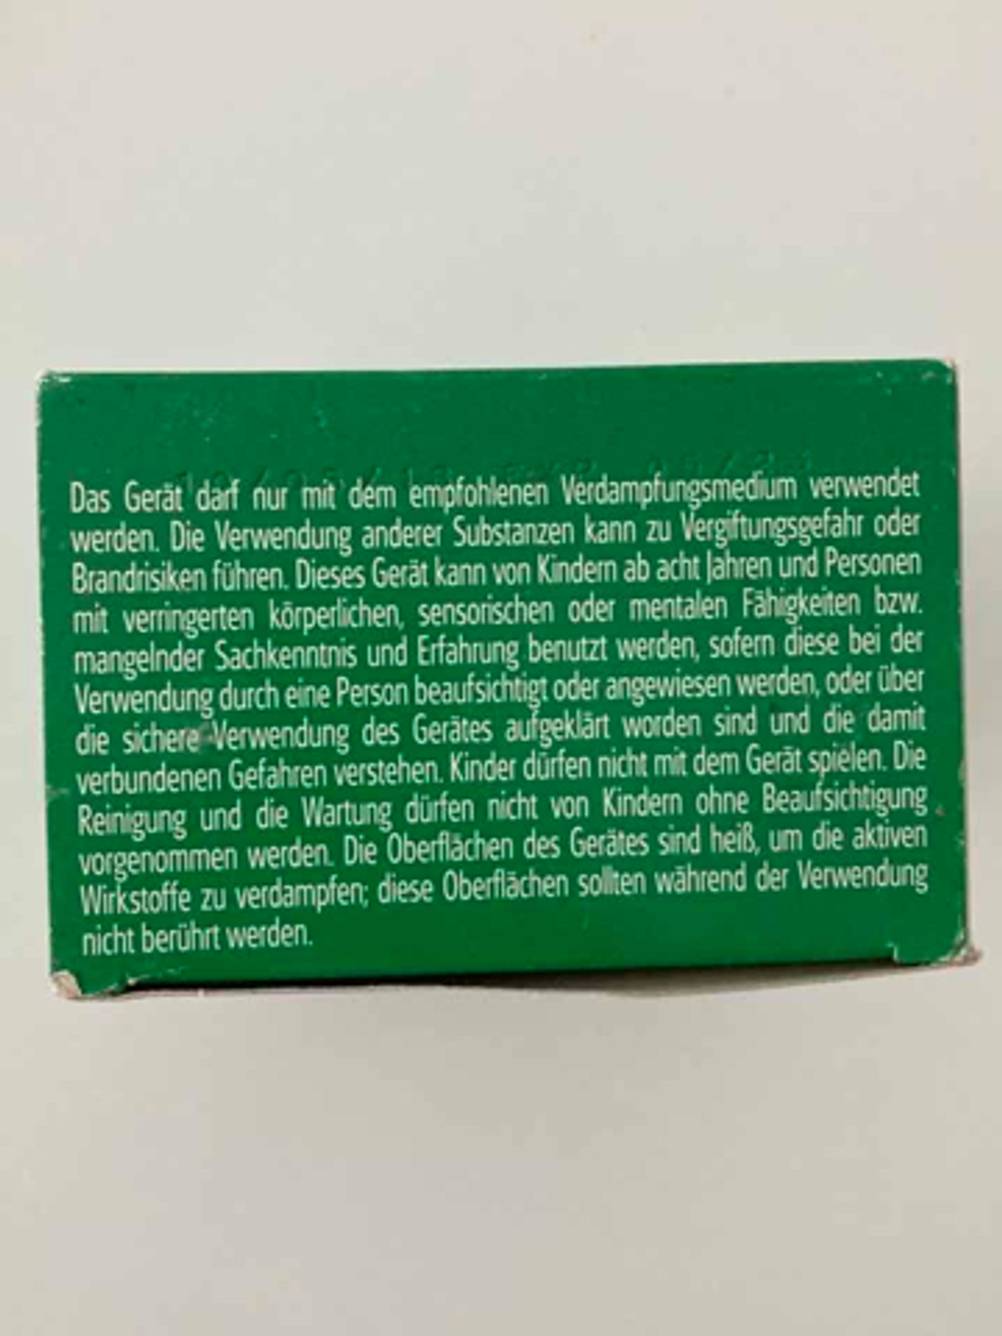 Das Gerät darf nur mit dem empfohlenen Verdampfungsmedium verwendet
werden. Die Verwendung anderer Substanzen kann zu Vergiftungsgefahr oder
Brandrisiken führen. Dieses Gerät kann von Kindern ab acht Jahren und Personen
mit verringerten körperlichen, sensorischen oder mentalen Fähigkeiten bzw.
mangelnder Sachkenntnis und Erfahrung benutzt werden, sofern diese bei der
Verwendung durch eine Person beaufsichtigt oder angewiesen werden, oder über
die sichere Verwendung des Gerätes aufgeklärt worden sind und die damit
verbundenen Gefahren verstehen. Kinder dürfen nicht mit dem Gerät spielen. Die
Reinigung und die Wartung dürfen nicht von Kindern ohne Beaufsichtigung
vorgenommen werden. Die Oberflächen des Gerätes sind heiß, um die aktiven
Wirkstoffe zu verdampfen; diese Oberflächen sollten während der Verwendung
nicht berührt werden.